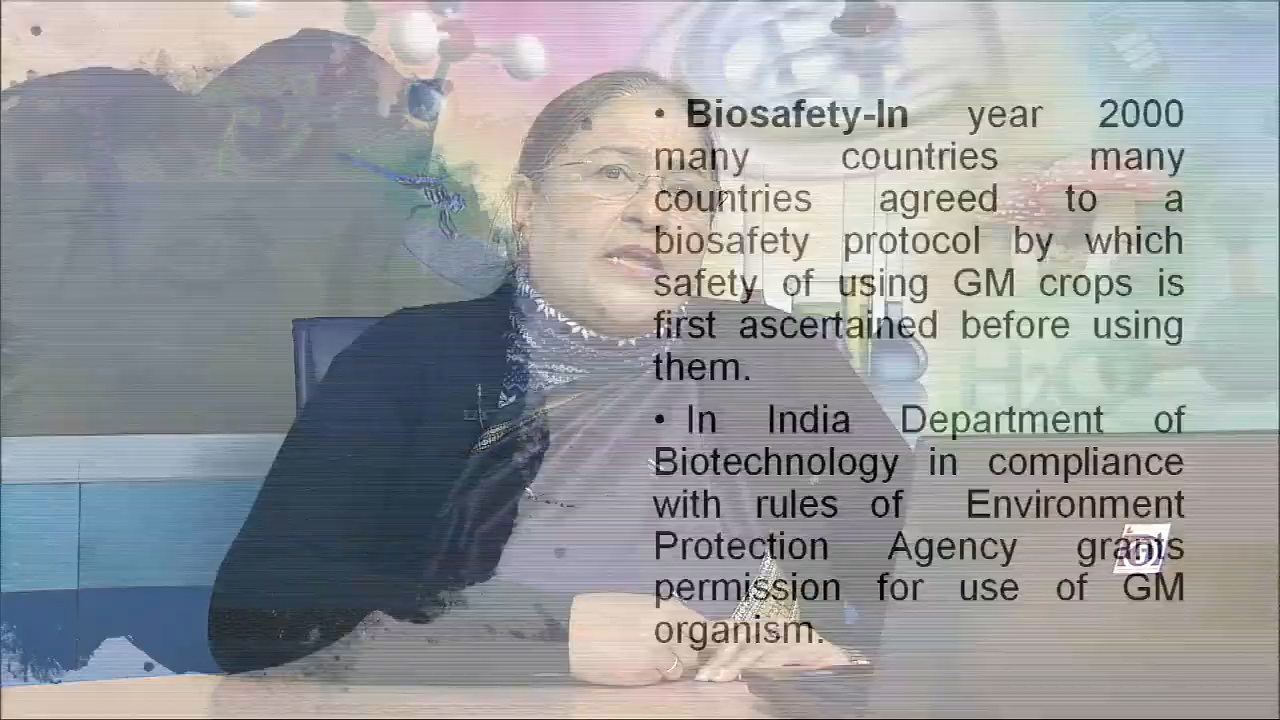 • Biosafety-In year 2000
many countries many
countries agreed to a
biosafety protocol by which
safety of using GM crops is
first ascertained before using
them.
• In India Department of
Biotechnology in compliance
with rules of Environment
Protection Agency grants
permission for use of GM
organism.